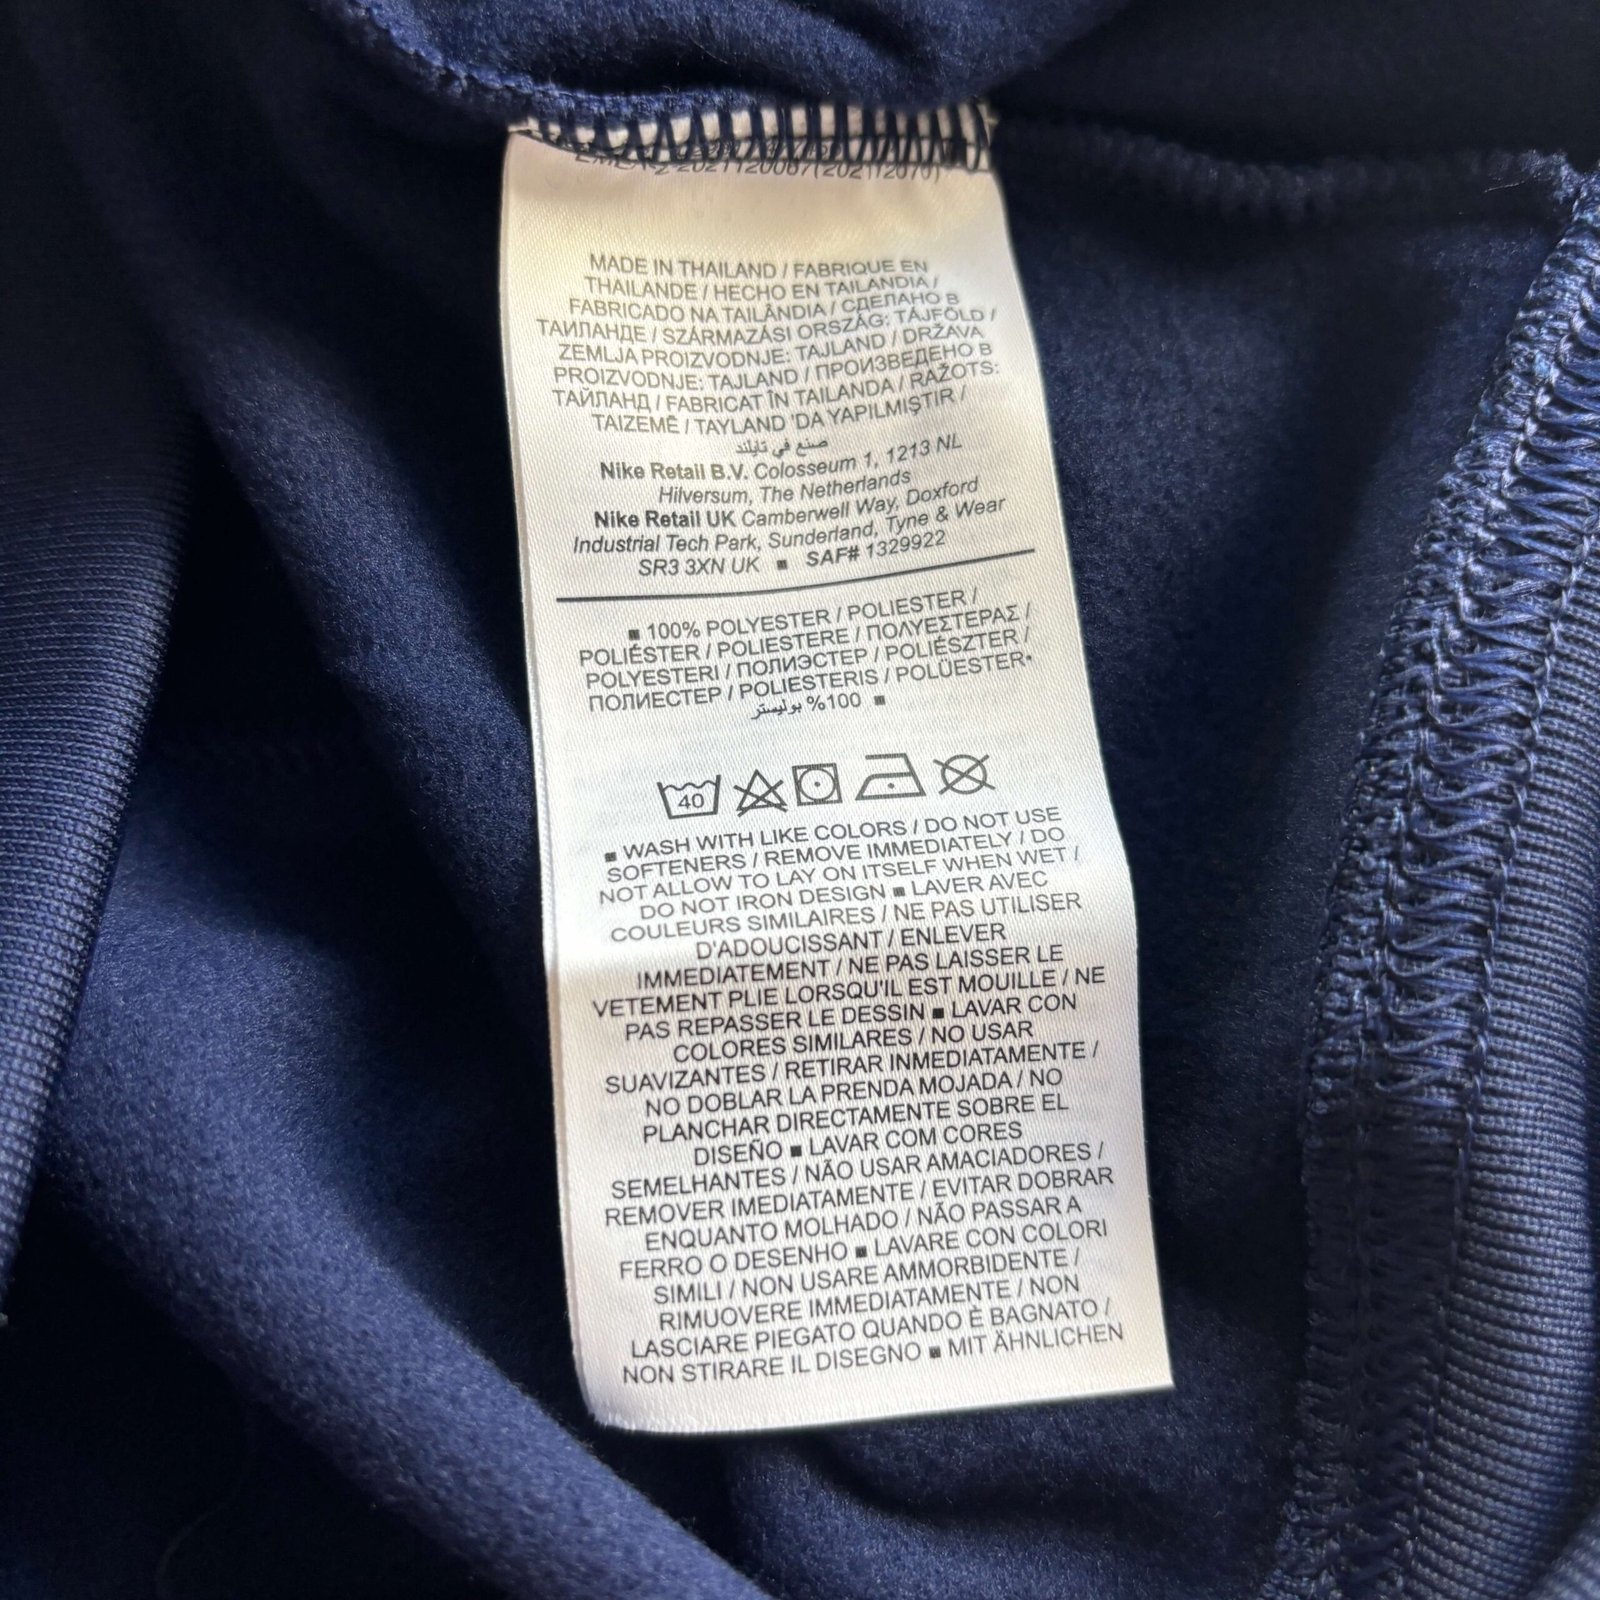 MADE IN THAILAND / FABRIQUE EN
THAILANDE / HECHO EN TAILANDIA /
FABRICADO NA TAILÂNDIA / СДЕЛАНО В
ТАИЛАНДЕ / SZÁRMAZÁSI ORSZÁG: TÁJFÖLD /
ZEMLJA PROIZVODNJE: TAJLAND / DRŽAVA
PROIZVODNJE: TAJLAND / ПРОИЗВЕДЕНО В
ТАЙЛАНД / FABRICAT ÎN TAILANDA / RAŽOTS:
TAIZEMĒ / TAYLAND 'DA YAPILMIŞTIR /
صنع في تايلند
Nike Retail B.V. Colosseum 1, 1213 NL
Hilversum, The Netherlands
Nike Retail UK Camberwell Way, Doxford
Industrial Tech Park, Sunderland, Tyne & Wear
SR3 3XN UK ■ SAF# 1329922
■ 100% POLYESTER / POLIESTER /
POLIÉSTER / POLIESTERE / ΠΟΛΥΕΣΤΕΡΑΣ /
POLYESTERI / ПОЛИЭСТЕР / POLIÉSZTER /
ПОЛИЕСТЕР / POLIESTERIS / POLÜESTER•
■ 100% بوليستر
40
■ WASH WITH LIKE COLORS / DO NOT USE
SOFTENERS / REMOVE IMMEDIATELY / DO
NOT ALLOW TO LAY ON ITSELF WHEN WET /
DO NOT IRON DESIGN ■ LAVER AVEC
COULEURS SIMILAIRES / NE PAS UTILISER
D'ADOUCISSANT / ENLEVER
IMMEDIATEMENT / NE PAS LAISSER LE
VETEMENT PLIE LORSQU'IL EST MOUILLE / NE
PAS REPASSER LE DESSIN ■ LAVAR CON
COLORES SIMILARES / NO USAR
SUAVIZANTES / RETIRAR INMEDIATAMENTE /
NO DOBLAR LA PRENDA MOJADA / NO
PLANCHAR DIRECTAMENTE SOBRE EL
DISEÑO ■ LAVAR COM CORES
SEMELHANTES / NÃO USAR AMACIADORES /
REMOVER IMEDIATAMENTE / EVITAR DOBRAR
ENQUANTO MOLHADO / NÃO PASSAR A
FERRO O DESENHO ■ LAVARE CON COLORI
SIMILI / NON USARE AMMORBIDENTE /
RIMUOVERE IMMEDIATAMENTE / NON
LASCIARE PIEGATO QUANDO È BAGNATO /
NON STIRARE IL DISEGNO ■ MIT ÄHNLICHEN